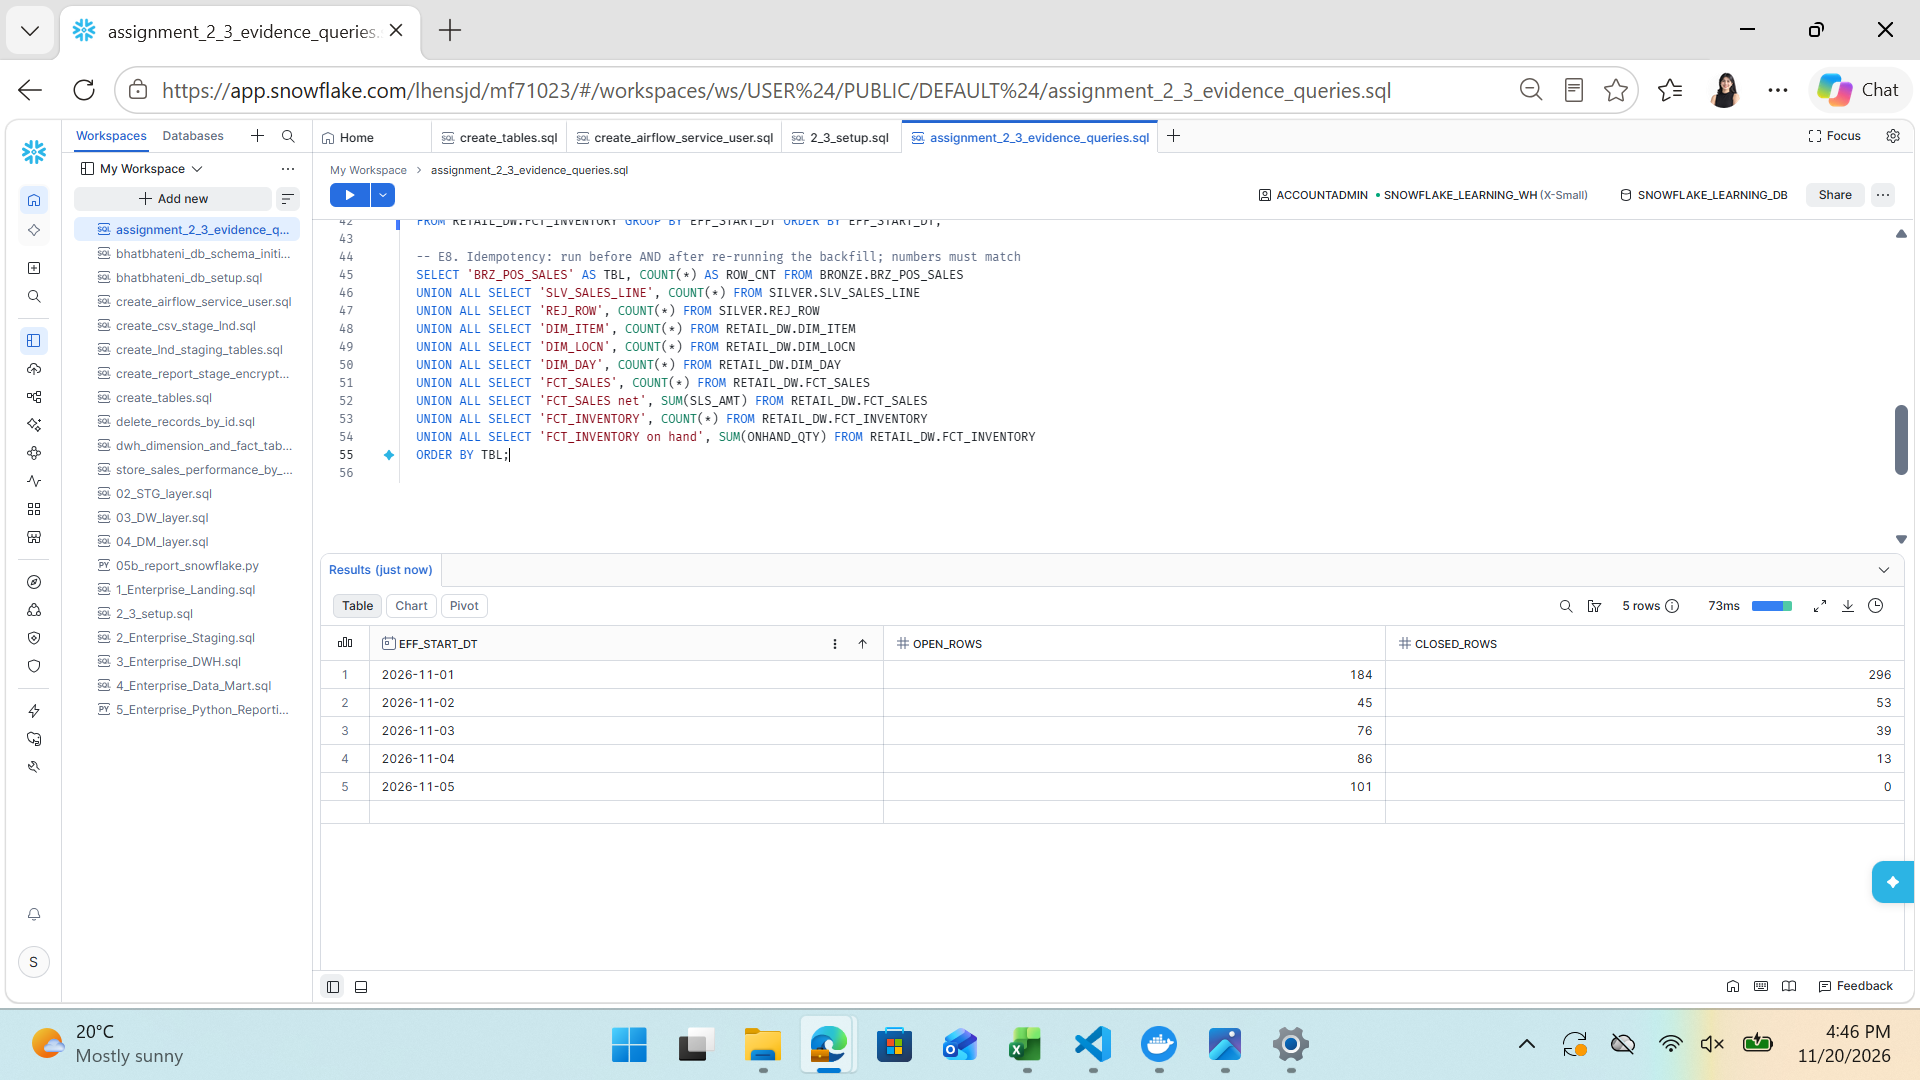 assignment_2_3_evidence_queries.
https://app.snowflake.com/lhensjd/mf71023/#/workspaces/ws/USER%24/PUBLIC/DEFAULT%24/assignment_2_3_evidence_queries.sql
Chat
Workspaces
Databases
My Workspace
Add new
assignment_2_3_evidence_q...
bhatbhateni_db_schema_initi...
bhatbhateni_db_setup.sql
create_airflow_service_user.sql
create_csv_stage_lnd.sql
create_lnd_staging_tables.sql
create_report_stage_encrypt...
create_tables.sql
delete_records_by_id.sql
dwh_dimension_and_fact_tab...
store_sales_performance_by_...
02_STG_layer.sql
03_DW_layer.sql
04_DM_layer.sql
05b_report_snowflake.py
1_Enterprise_Landing.sql
2_3_setup.sql
2_Enterprise_Staging.sql
3_Enterprise_DWH.sql
4_Enterprise_Data_Mart.sql
5_Enterprise_Python_Reporti...
S
Home
create_tables.sql
create_airflow_service_user.sql
2_3_setup.sql
assignment_2_3_evidence_queries.sql
Focus
My Workspace > assignment_2_3_evidence_queries.sql
ACCOUNTADMIN
SNOWFLAKE_LEARNING_WH (X-Small)
SNOWFLAKE_LEARNING_DB
Share
42 FROM RETAIL_DW.FCT_INVENTORY GROUP BY EFF_START_DT ORDER BY EFF_START_DT;
43
44 -- E8. Idempotency: run before AND after re-running the backfill; numbers must match
45 SELECT 'BRZ_POS_SALES' AS TBL, COUNT(*) AS ROW_CNT FROM BRONZE.BRZ_POS_SALES
46 UNION ALL SELECT 'SLV_SALES_LINE', COUNT(*) FROM SILVER.SLV_SALES_LINE
47 UNION ALL SELECT 'REJ_ROW', COUNT(*) FROM SILVER.REJ_ROW
48 UNION ALL SELECT 'DIM_ITEM', COUNT(*) FROM RETAIL_DW.DIM_ITEM
49 UNION ALL SELECT 'DIM_LOCN', COUNT(*) FROM RETAIL_DW.DIM_LOCN
50 UNION ALL SELECT 'DIM_DAY', COUNT(*) FROM RETAIL_DW.DIM_DAY
51 UNION ALL SELECT 'FCT_SALES', COUNT(*) FROM RETAIL_DW.FCT_SALES
52 UNION ALL SELECT 'FCT_SALES net', SUM(SLS_AMT) FROM RETAIL_DW.FCT_SALES
53 UNION ALL SELECT 'FCT_INVENTORY', COUNT(*) FROM RETAIL_DW.FCT_INVENTORY
54 UNION ALL SELECT 'FCT_INVENTORY on hand', SUM(ONHAND_QTY) FROM RETAIL_DW.FCT_INVENTORY
55 ORDER BY TBL;
56
Results (just now)
Table
Chart
Pivot
5 rows
73ms
EFF_START_DT OPEN_ROWS CLOSED_ROWS
1 2026-11-01 184 296
2 2026-11-02 45 53
3 2026-11-03 76 39
4 2026-11-04 86 13
5 2026-11-05 101 0
Feedback
20°C
Mostly sunny
4:46 PM
11/20/2026